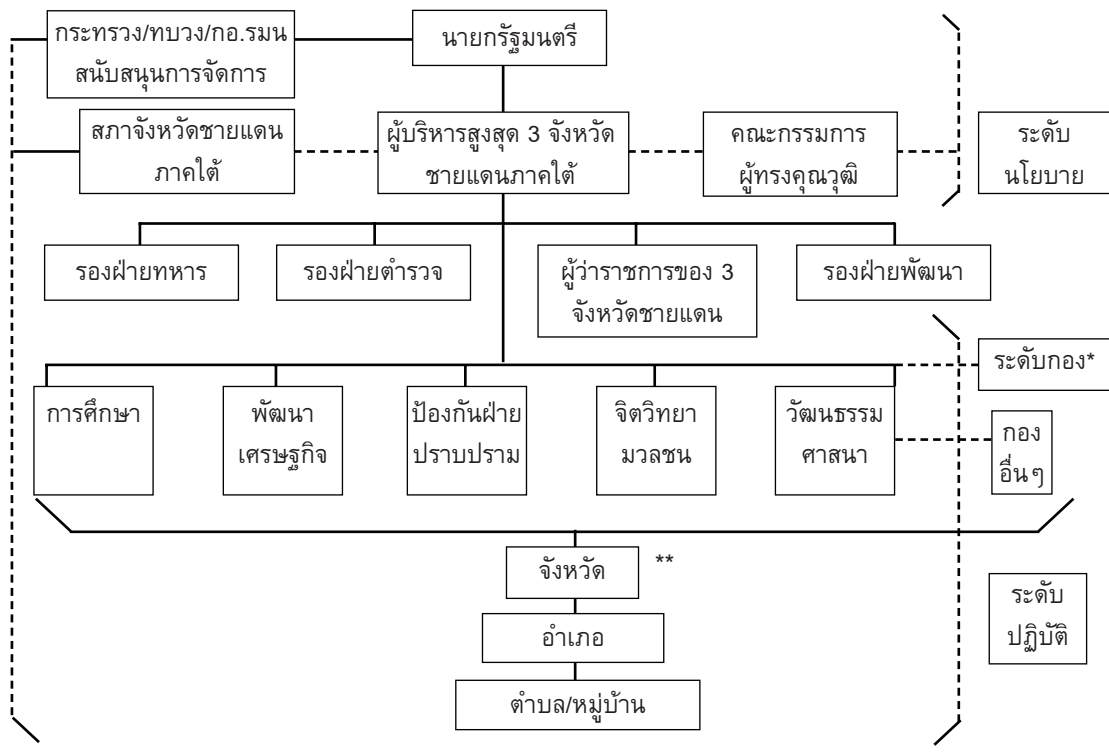 กระทรวง/ทบวง/กอ.รมน
สนับสนุนการจัดการ
นายกรัฐมนตรี
สภาจังหวัดชายแดน
ภาคใต้
ผู้บริหารสูงสุด 3 จังหวัด
ชายแดนภาคใต้
คณะกรรมการ
ผู้ทรงคุณวุฒิ
ระดับ
นโยบาย
รองฝ่ายทหาร
รองฝ่ายตำรวจ
ผู้ว่าราชการของ 3
จังหวัดชายแดน
รองฝ่ายพัฒนา
ระดับกอง*
การศึกษา
พัฒนา
เศรษฐกิจ
ป้องกันฝ่าย
ปราบปราม
จิตวิทยา
มวลชน
วัฒนธรรม
ศาสนา
กอง
อื่นๆ
จังหวัด **
อำเภอ
ตำบล/หมู่บ้าน
ระดับ
ปฏิบัติ